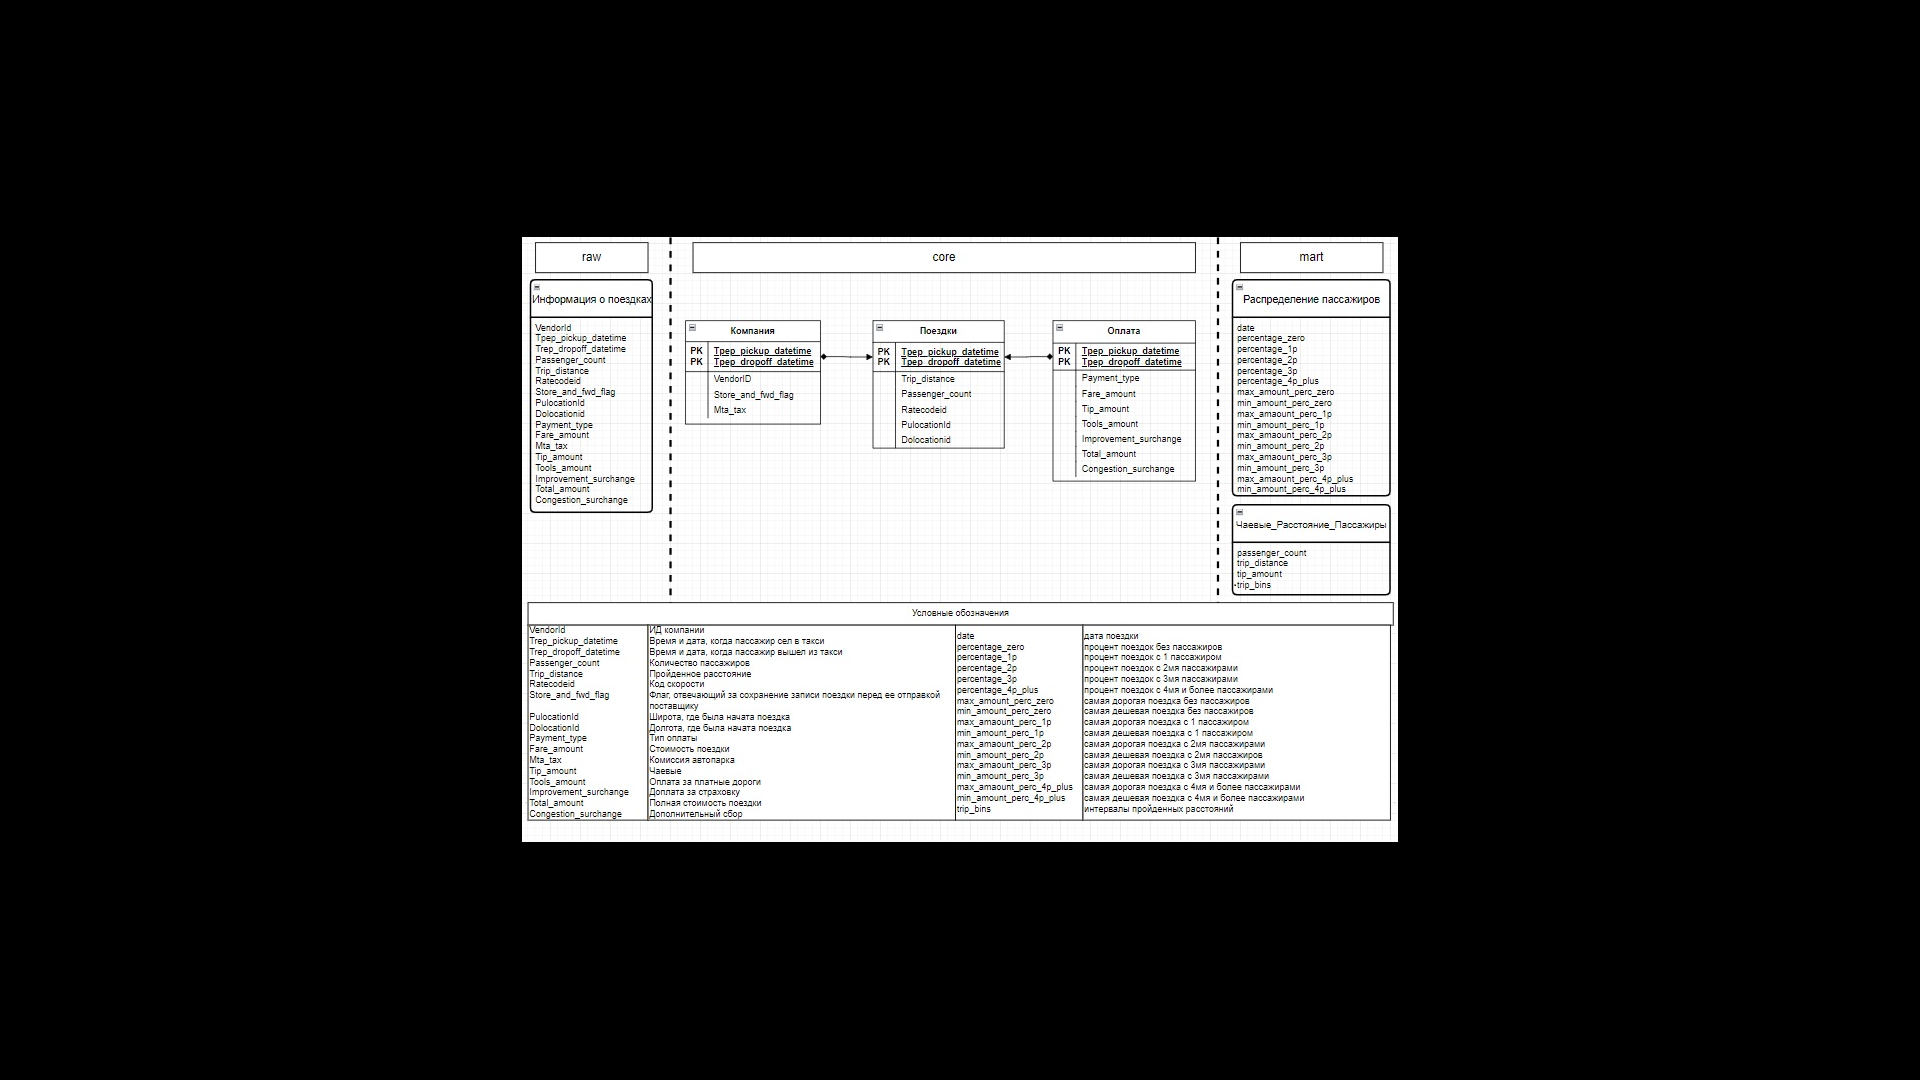 raw
core
mart
Информация о поездках
VendorId
Tpep_pickup_datetime
Trep_dropoff_datetime
Passenger_count
Trip_distance
Ratecodeid
Store_and_fwd_flag
PulocationId
Dolocationid
Payment_type
Fare_amount
Mta_tax
Tip_amount
Tools_amount
Improvement_surchange
Total_amount
Congestion_surchange
Компания
PK Tpep_pickup_datetime
PK Tpep_dropoff_datetime
VendorID
Store_and_fwd_flag
Mta_tax
Поездки
PK Tpep_pickup_datetime
PK Tpep_dropoff_datetime
Trip_distance
Passenger_count
Ratecodeid
PulocationId
Dolocationid
Оплата
PK Tpep_pickup_datetime
PK Tpep_dropoff_datetime
Payment_type
Fare_amount
Tip_amount
Tools_amount
Improvement_surchange
Total_amount
Congestion_surchange
Распределение пассажиров
date
percentage_zero
percentage_1p
percentage_2p
percentage_3p
percentage_4p_plus
max_amount_perc_zero
min_amount_perc_zero
max_amaount_perc_1p
min_amount_perc_1p
max_amaount_perc_2p
min_amount_perc_2p
max_amaount_perc_3p
min_amount_perc_3p
max_amaount_perc_4p_plus
min_amount_perc_4p_plus
Чаевые_Расстояние_Пассажиры
passenger_count
trip_distance
tip_amount
trip_bins
Условные обозначения
VendorId ИД компании
Trep_pickup_datetime Время и дата, когда пассажир сел в такси
Trep_dropoff_datetime Время и дата, когда пассажир вышел из такси
Passenger_count Количество пассажиров
Trip_distance Пройденное расстояние
Ratecodeid Код скорости
Store_and_fwd_flag Флаг, отвечающий за сохранение записи поездки перед ее отправкой
поставщику
PulocationId Широта, где была начата поездка
DolocationId Долгота, где была начата поездка
Payment_type Тип оплаты
Fare_amount Стоимость поездки
Mta_tax Комиссия автопарка
Tip_amount Чаевые
Tools_amount Оплата за платные дороги
Improvement_surchange Доплата за страховку
Total_amount Полная стоимость поездки
Congestion_surchange Дополнительный сбор
date дата поездки
percentage_zero процент поездок без пассажиров
percentage_1p процент поездок с 1 пассажиром
percentage_2p процент поездок с 2мя пассажирами
percentage_3p процент поездок с 3мя пассажирами
percentage_4p_plus процент поездок с 4мя и более пассажирами
max_amount_perc_zero самая дорогая поездка без пассажиров
min_amount_perc_zero самая дешевая поездка без пассажиров
max_amaount_perc_1p самая дорогая поездка с 1 пассажиром
min_amount_perc_1p самая дешевая поездка с 1 пассажиром
max_amaount_perc_2p самая дорогая поездка с 2мя пассажирами
min_amount_perc_2p самая дешевая поездка с 2мя пассажиров
max_amaount_perc_3p самая дорогая поездка с 3мя пассажирами
min_amount_perc_3p самая дешевая поездка с 3мя пассажирами
max_amaount_perc_4p_plus самая дорогая поездка с 4мя и более пассажирами
min_amount_perc_4p_plus самая дешевая поездка с 4мя и более пассажирами
trip_bins интервалы пройденных расстояний